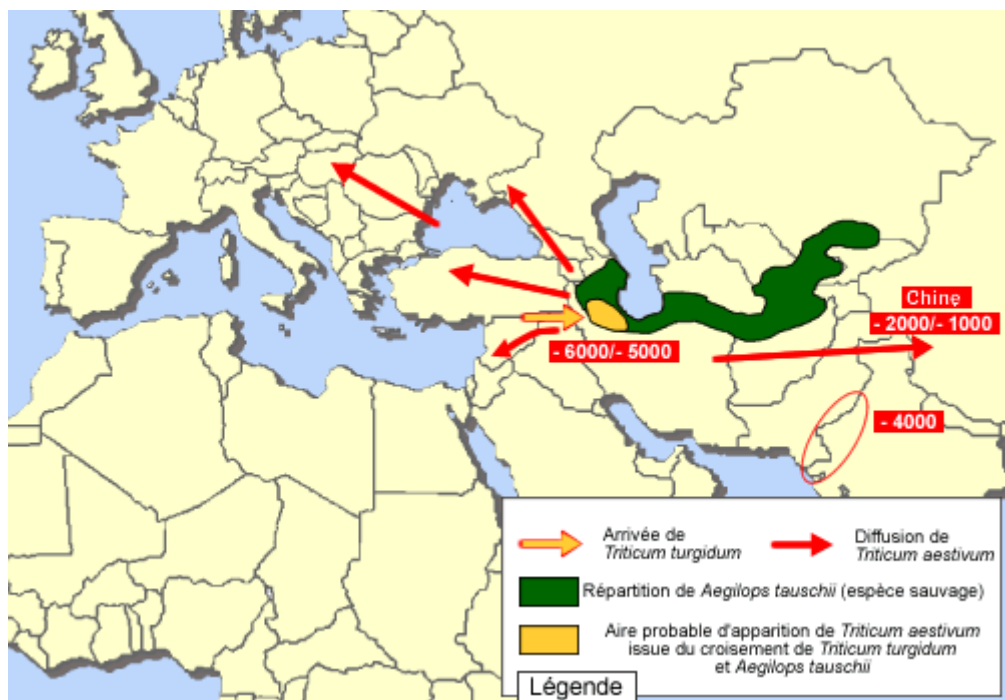 Chine
- 2000/- 1000
- 6000/- 5000
- 4000
Arrivée de
Triticum turgidum
Diffusion de
Triticum aestivum
Répartition de Aegilops tauschii (espèce sauvage)
Aire probable d'apparition de Triticum aestivum
issue du croisement de Triticum turgidum
et Aegilops tauschii
Légende